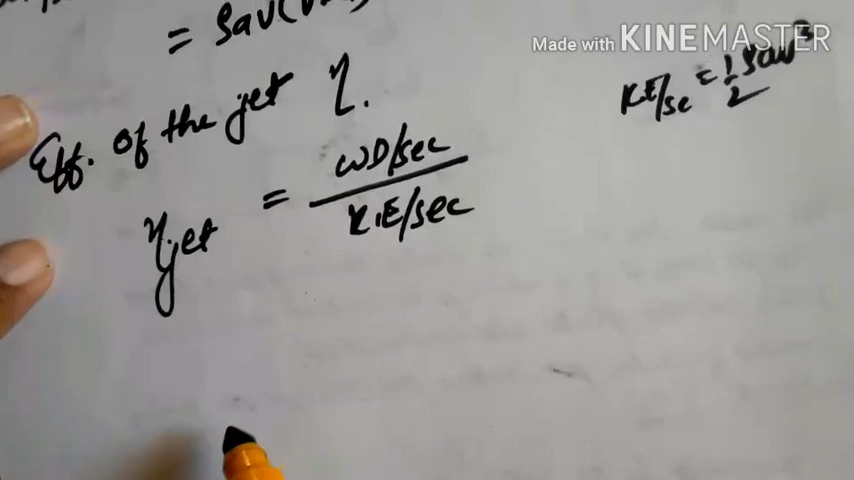 = ρav(v
Made with KINEMASTER
KE/sec = 1/2 ρav³
Eff. of the jet η.
ηjet = WD/sec / K.E/sec